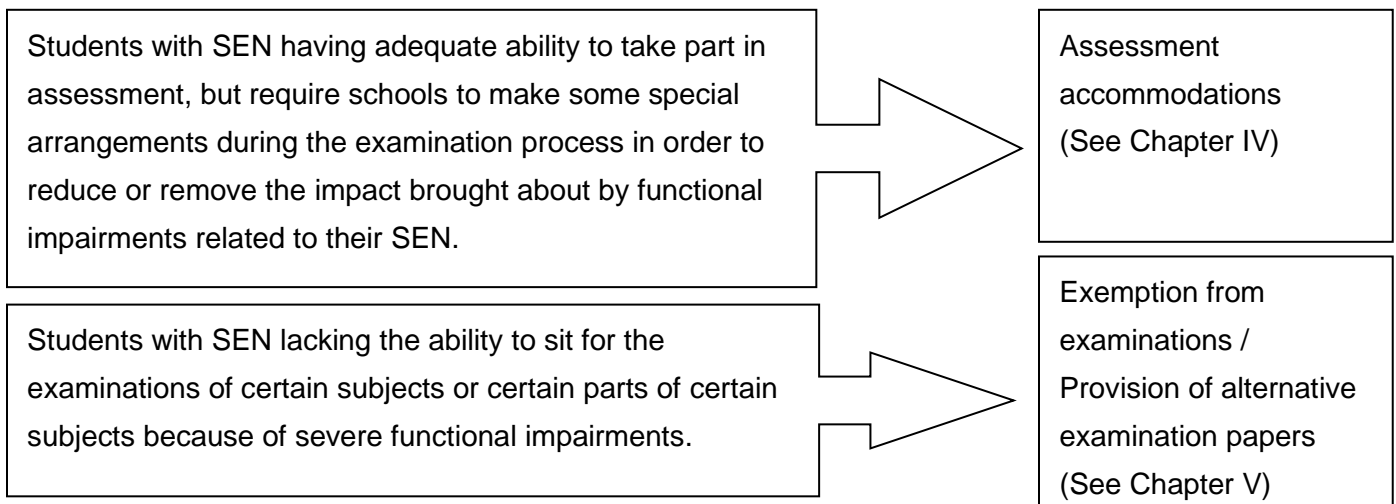 Students with SEN having adequate ability to take part in
assessment, but require schools to make some special
arrangements during the examination process in order to
reduce or remove the impact brought about by functional
impairments related to their SEN.
Assessment
accommodations
(See Chapter IV)
Students with SEN lacking the ability to sit for the
examinations of certain subjects or certain parts of certain
subjects because of severe functional impairments.
Exemption from
examinations /
Provision of alternative
examination papers
(See Chapter V)